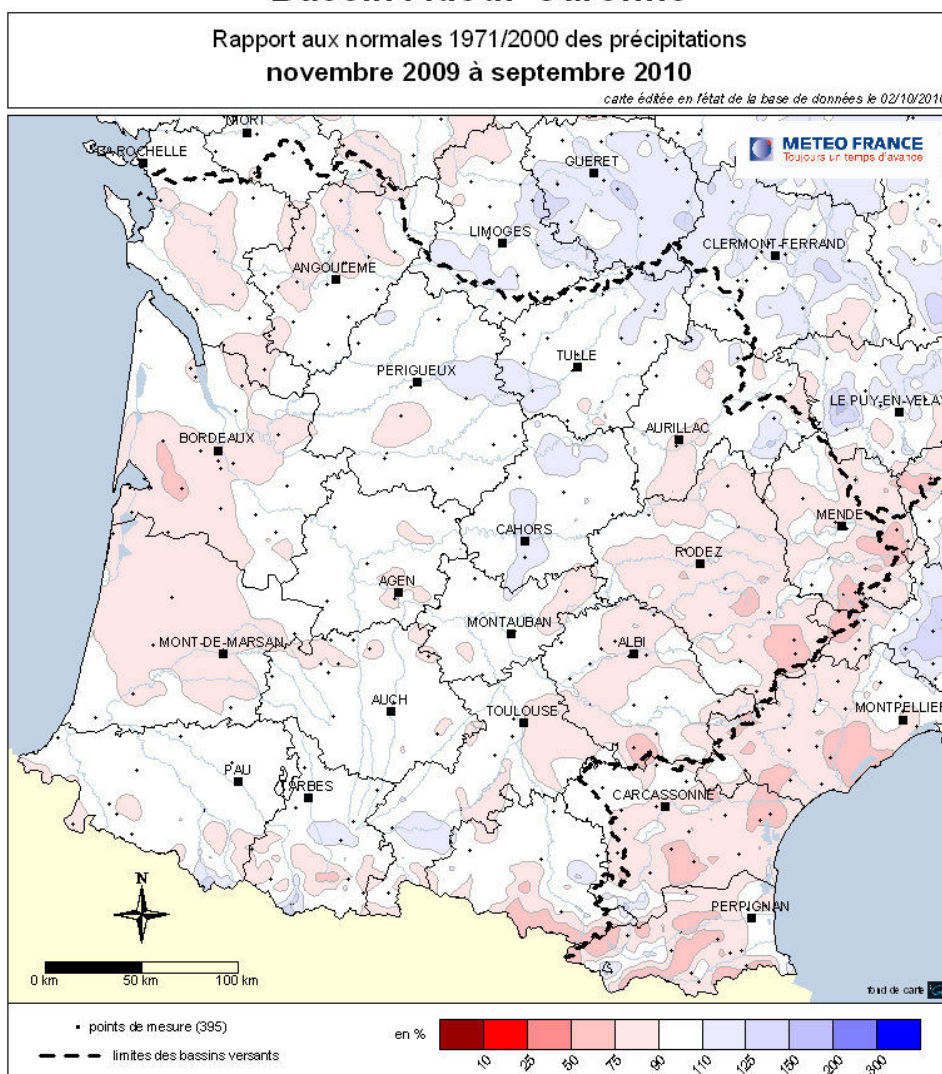 Rapport aux normales 1971/2000 des précipitations
novembre 2009 à septembre 2010
carte éditée en l'état de la base de données le 02/10/2010
METEO FRANCE
Toujours un temps d'avance
NIORT
LA ROCHELLE
GUERET
LIMOGES
CLERMONT-FERRAND
ANGOULEME
TULLE
PERIGUEUX
LE PUY-EN-VELAY
AURILLAC
BORDEAUX
MENDE
CAHORS
RODEZ
AGEN
MONTAUBAN
MONT-DE-MARSAN
ALBI
AUCH
TOULOUSE
MONTPELLIER
PAU
TARBES
CARCASSONNE
N
PERPIGNAN
0 km 50 km 100 km
fond de carte
points de mesure (395)
limites des bassins versants
en %
10 25 50 75 90 110 125 150 200 300